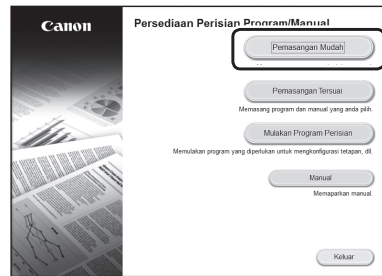 Canon
Persediaan Perisian Program/Manual
Pemasangan Mudah
Pemasangan Tersuai
Memasang program dan manual yang anda pilih.
Mulakan Program Perisian
Memulakan program yang diperlukan untuk mengkonfigurasi tetapan, dll.
Manual
Memaparkan manual.
Keluar